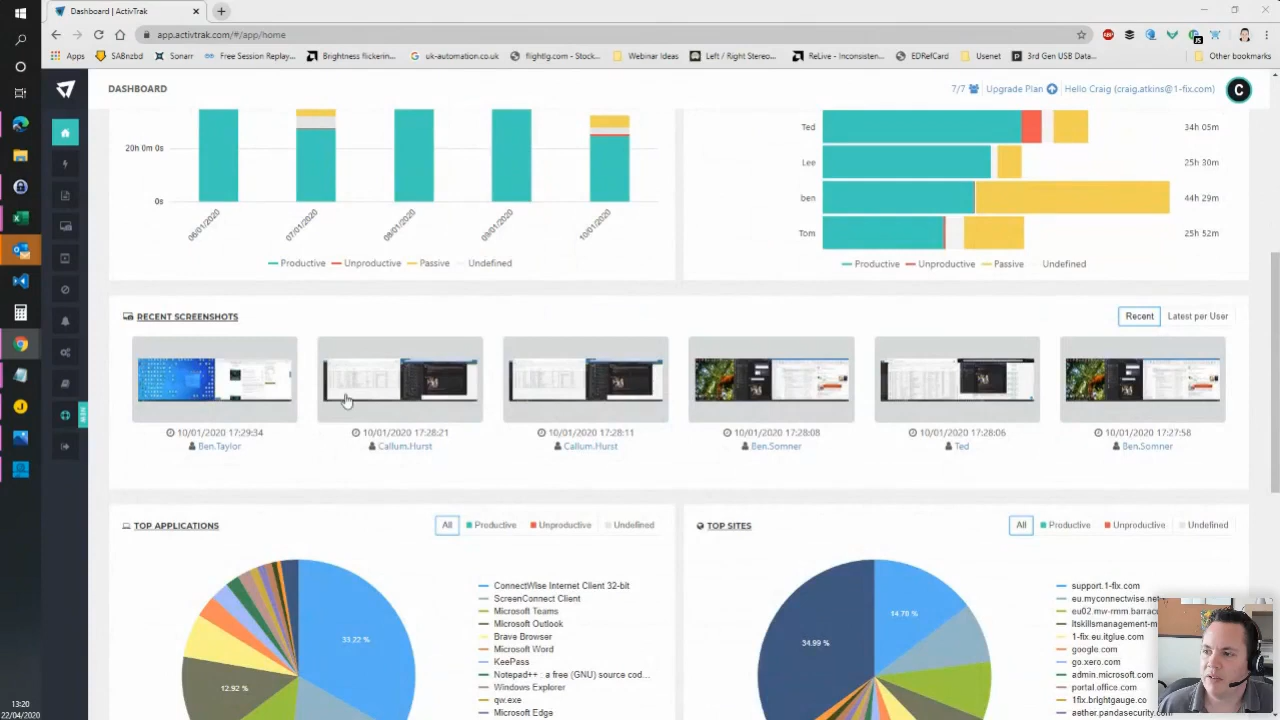 Dashboard | ActivTrak
app.activtrak.com/#/app/home
Apps SABnzbd Sonarr Free Session Replay... Brightness flickerin... uk-automation.co.uk flightlg.com - Stock... Webinar Ideas Left / Right Stereo... ReLive - Inconsisten... EDRefCard Usenet 3rd Gen USB Data... Other bookmarks
DASHBOARD
7/7 Upgrade Plan Hello Craig (craig.atkins@1-fix.com) C
20h 0m 0s
0s
06/01/2020 07/01/2020 08/01/2020 09/01/2020 10/01/2020
Productive Unproductive Passive Undefined
Ted 34h 05m
Lee 25h 30m
ben 44h 29m
Tom 25h 52m
Productive Unproductive Passive Undefined
RECENT SCREENSHOTS
Recent Latest per User
10/01/2020 17:29:34 10/01/2020 17:28:21 10/01/2020 17:28:11 10/01/2020 17:28:08 10/01/2020 17:28:06 10/01/2020 17:27:58
Ben.Taylor Callum.Hurst Callum.Hurst Ben.Somner Ted Ben.Somner
NEW
TOP APPLICATIONS
All Productive Unproductive Undefined
33.22 %
12.92 %
ConnectWise Internet Client 32-bit
ScreenConnect Client
Microsoft Teams
Microsoft Outlook
Brave Browser
Microsoft Word
KeePass
Notepad++ : a free (GNU) source cod...
Windows Explorer
qw.exe
Microsoft Edge
TOP SITES
All Productive Unproductive Undefined
14.70 %
34.99 %
support.1-fix.com
eu.myconnectwise.ne
eu02.mw-rmm.barracu
itskillsmanagement-m
1-fix.eu.itglue.com
google.com
go.xero.com
admin.microsoft.com
portal.office.com
1fix.brightgauge.co
aether.pandasecurity.com
13:20
22/04/2020